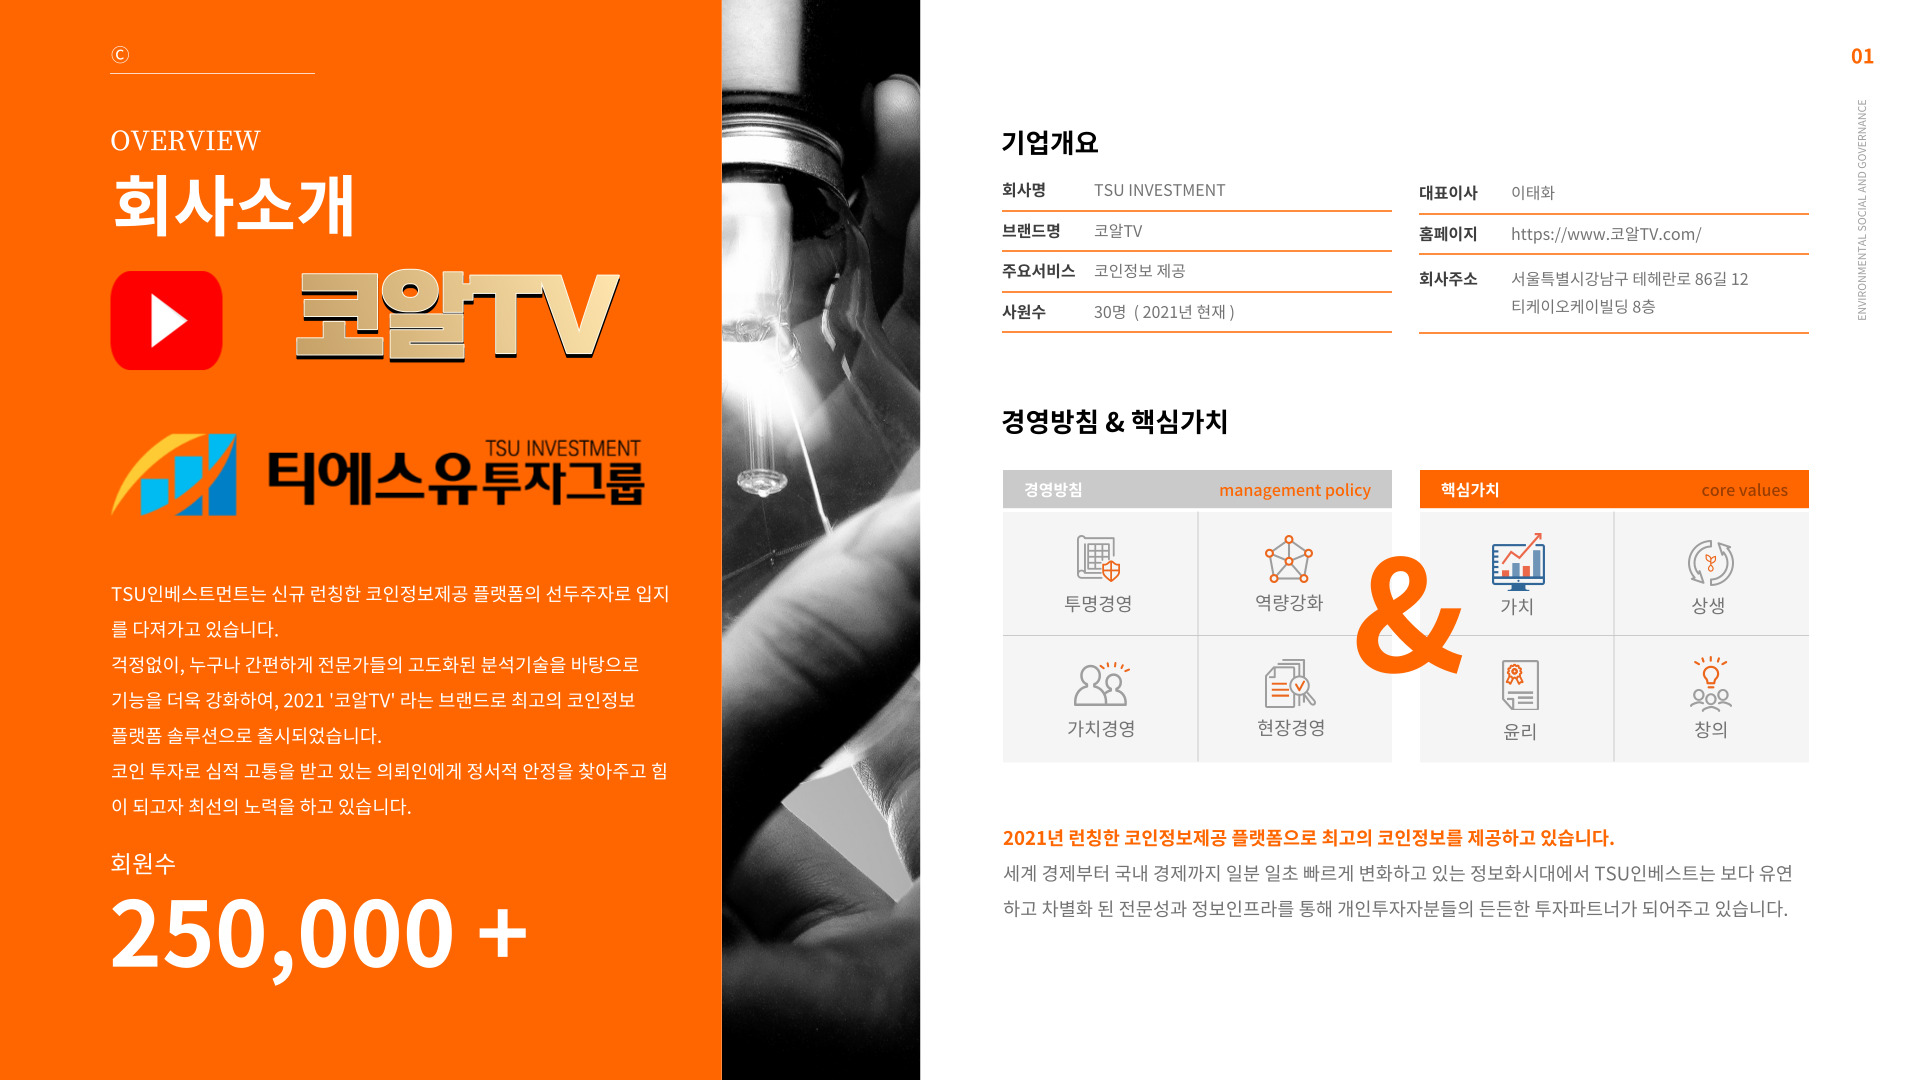 ⓒ
OVERVIEW
회사소개
코알TV
TSU INVESTMENT
티에스유투자그룹
TSU인베스트먼트는 신규 런칭한 코인정보제공 플랫폼의 선두주자로 입지
를 다져가고 있습니다.
걱정없이, 누구나 간편하게 전문가들의 고도화된 분석기술을 바탕으로
기능을 더욱 강화하여, 2021 '코알TV' 라는 브랜드로 최고의 코인정보
플랫폼 솔루션으로 출시되었습니다.
코인 투자로 심적 고통을 받고 있는 의뢰인에게 정서적 안정을 찾아주고 힘
이 되고자 최선의 노력을 하고 있습니다.
회원수
250,000 +
01
ENVIRONMENTAL SOCIAL AND GOVERNANCE
기업개요
회사명 TSU INVESTMENT
브랜드명 코알TV
주요서비스 코인정보 제공
사원수 30명 ( 2021년 현재 )
대표이사 이태화
홈페이지 https://www.코알TV.com/
회사주소 서울특별시강남구 테헤란로 86길 12
티케이오케이빌딩 8층
경영방침 & 핵심가치
경영방침 management policy
투명경영 역량강화
가치경영 현장경영
&
핵심가치 core values
가치 상생
윤리 창의
2021년 런칭한 코인정보제공 플랫폼으로 최고의 코인정보를 제공하고 있습니다.
세계 경제부터 국내 경제까지 일분 일초 빠르게 변화하고 있는 정보화시대에서 TSU인베스트는 보다 유연
하고 차별화 된 전문성과 정보인프라를 통해 개인투자자분들의 든든한 투자파트너가 되어주고 있습니다.